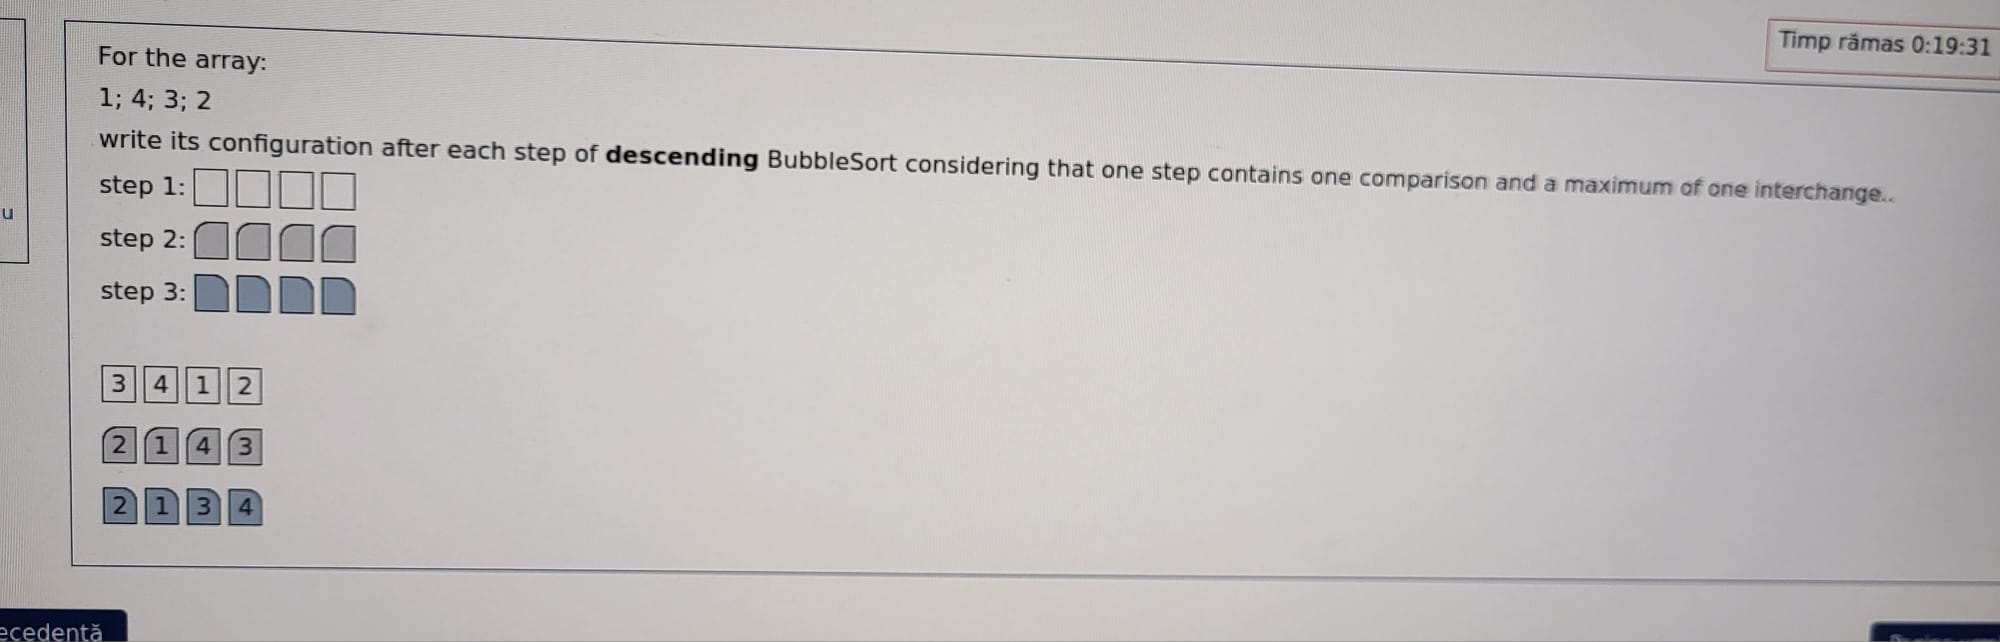 Timp rămas 0:19:31
For the array:
1; 4; 3; 2
write its configuration after each step of descending BubbleSort considering that one step contains one comparison and a maximum of one interchange..
step 1:
u
step 2:
step 3:
3 4 1 2
2 1 4 3
2 1 3 4
ecedentă